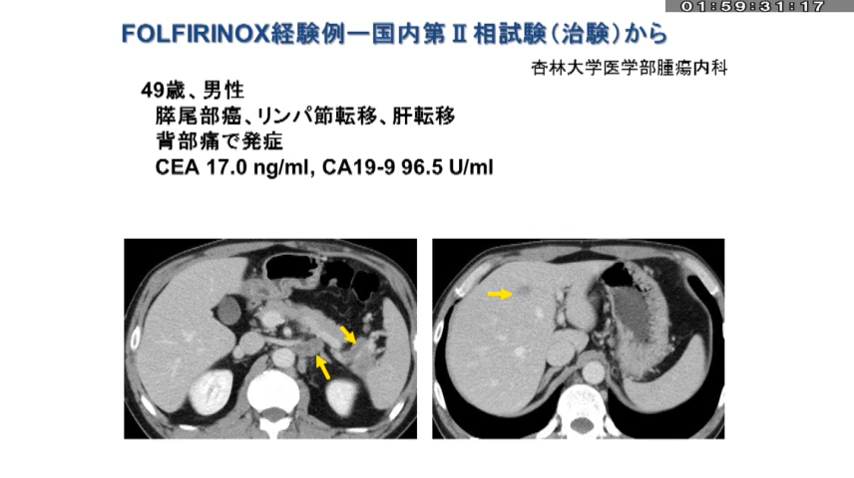 01:59:31:17
FOLFIRINOX経験例ー国内第Ⅱ相試験(治験)から
杏林大学医学部腫瘍内科
49歳、男性
膵尾部癌、リンパ節転移、肝転移
背部痛で発症
CEA 17.0 ng/ml, CA19-9 96.5 U/ml